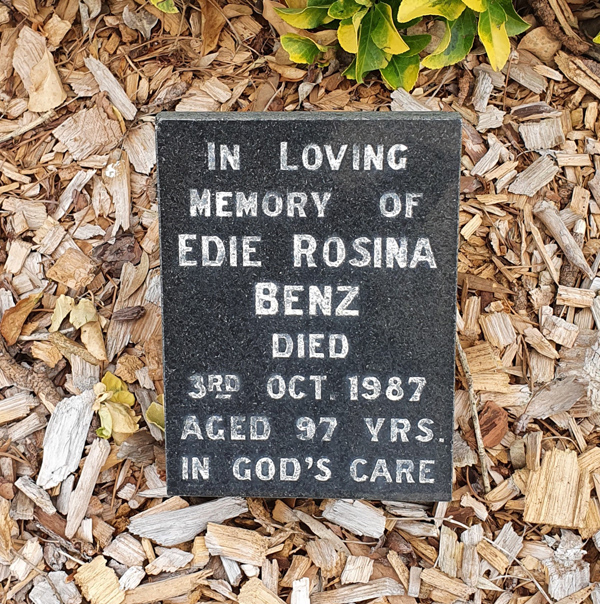 IN LOVING
MEMORY OF
EDIE ROSINA
BENZ
DIED
3RD OCT. 1987
AGED 97 YRS.
IN GOD'S CARE